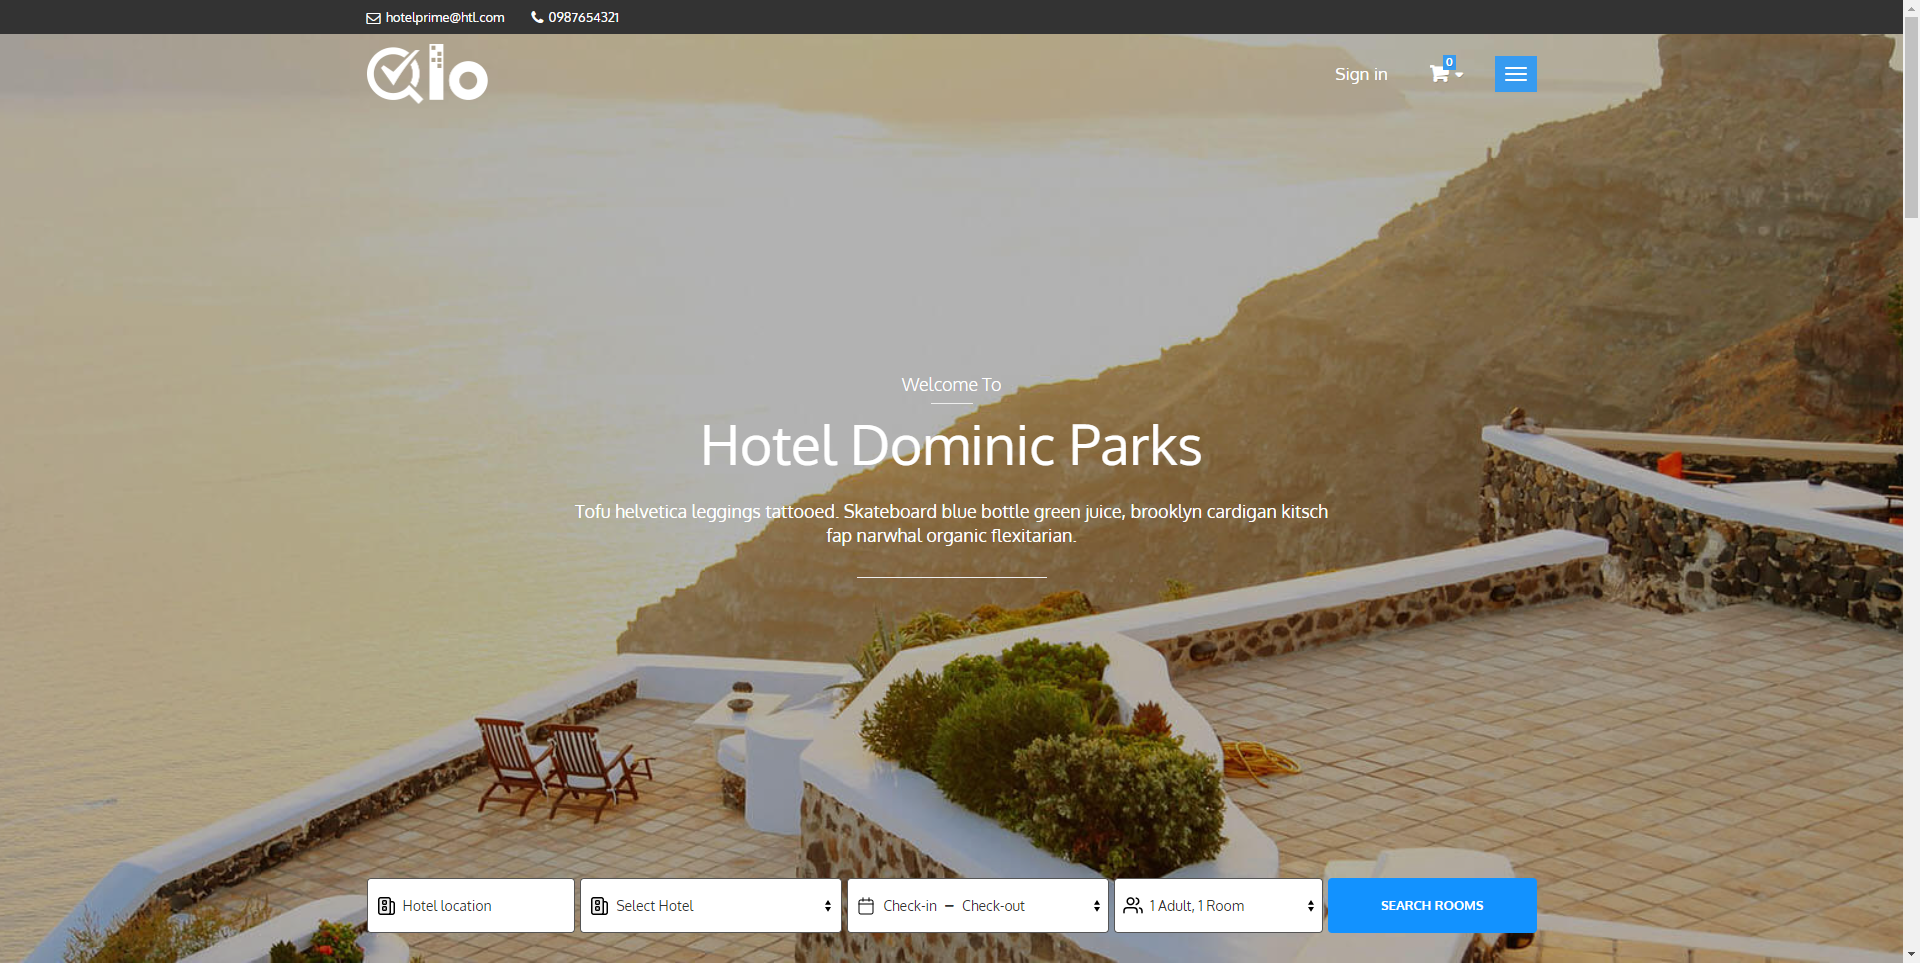 hotelprime@htl.com 0987654321
Qlo
Sign in 0
Welcome To
Hotel Dominic Parks
Tofu helvetica leggings tattooed. Skateboard blue bottle green juice, brooklyn cardigan kitsch
fap narwhal organic flexitarian.
Hotel location Select Hotel Check-in – Check-out 1 Adult, 1 Room SEARCH ROOMS